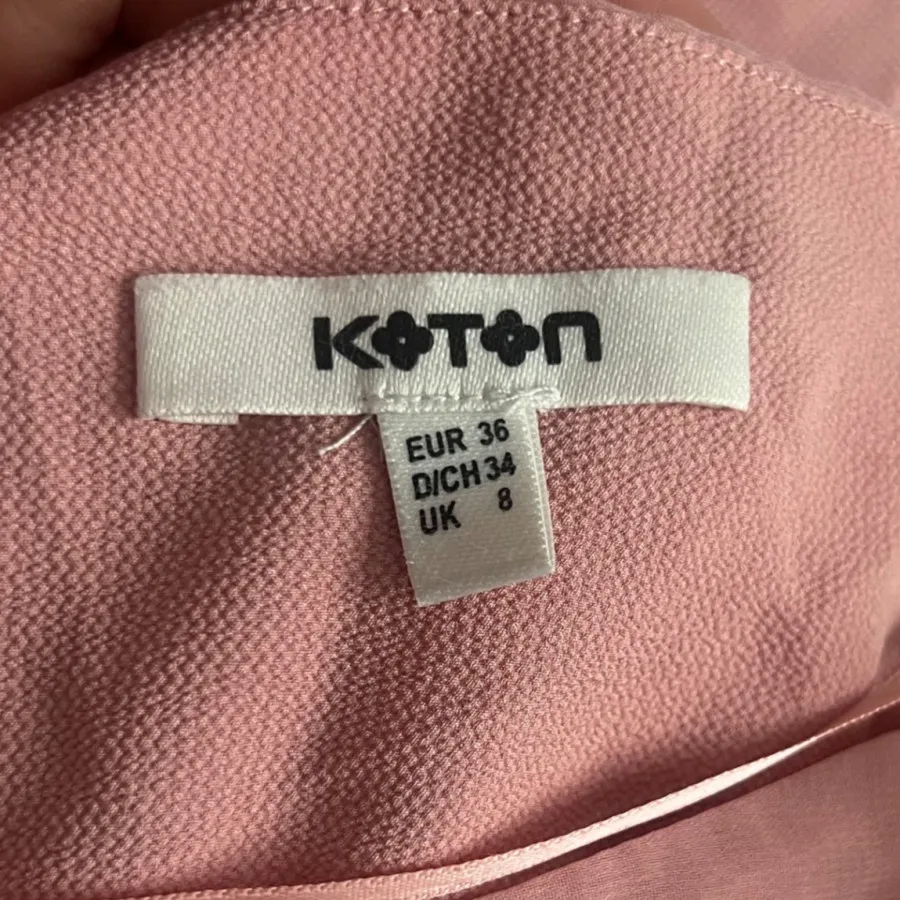 KOTON
EUR 36
D/CH 34
UK 8